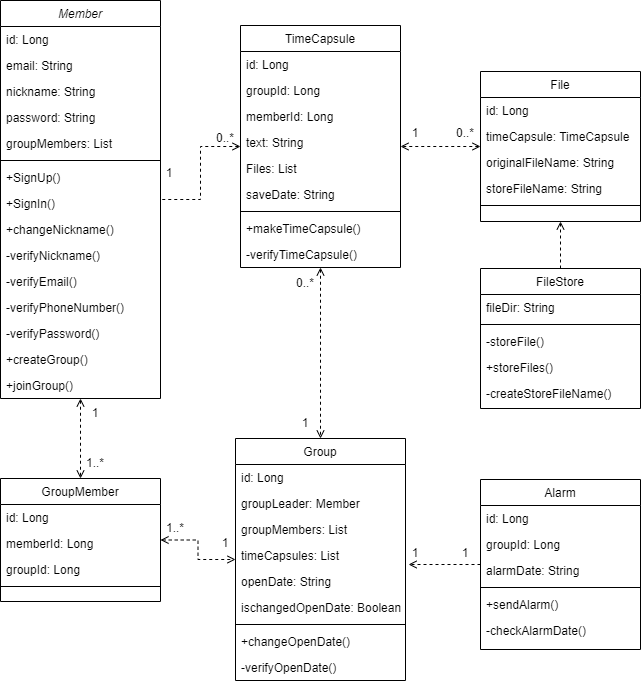 Member
id: Long
email: String
nickname: String
password: String
groupMembers: List
+SignUp()
+SignIn()
+changeNickname()
-verifyNickname()
-verifyEmail()
-verifyPhoneNumber()
-verifyPassword()
+createGroup()
+joinGroup()
1
0..*
TimeCapsule
id: Long
groupId: Long
memberId: Long
text: String
Files: List
saveDate: String
+makeTimeCapsule()
-verifyTimeCapsule()
1
0..*
File
id: Long
timeCapsule: TimeCapsule
originalFileName: String
storeFileName: String
FileStore
fileDir: String
-storeFile()
+storeFiles()
-createStoreFileName()
0..*
1
1
1..*
GroupMember
id: Long
memberId: Long
groupId: Long
1..*
1
Group
id: Long
groupLeader: Member
groupMembers: List
timeCapsules: List
openDate: String
ischangedOpenDate: Boolean
+changeOpenDate()
-verifyOpenDate()
1
1
Alarm
id: Long
groupId: Long
alarmDate: String
+sendAlarm()
-checkAlarmDate()